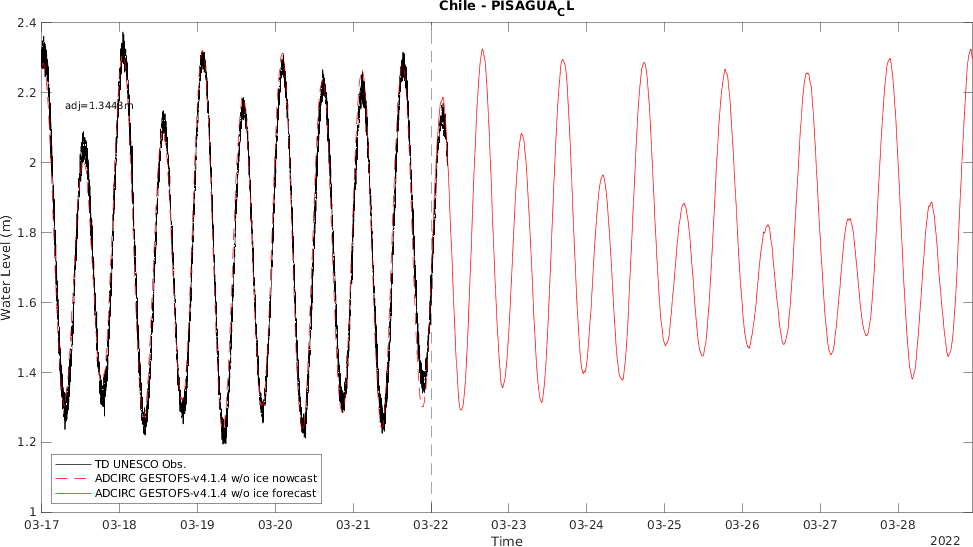 Chile - PISAGUA_CL
2.4
2.2
2
1.8
1.6
1.4
1.2
1
Water Level (m)
adj=1.3443m
TD UNESCO Obs.
ADCIRC GESTOFS-v4.1.4 w/o ice nowcast
ADCIRC GESTOFS-v4.1.4 w/o ice forecast
03-17 03-18 03-19 03-20 03-21 03-22 03-23 03-24 03-25 03-26 03-27 03-28
Time
2022